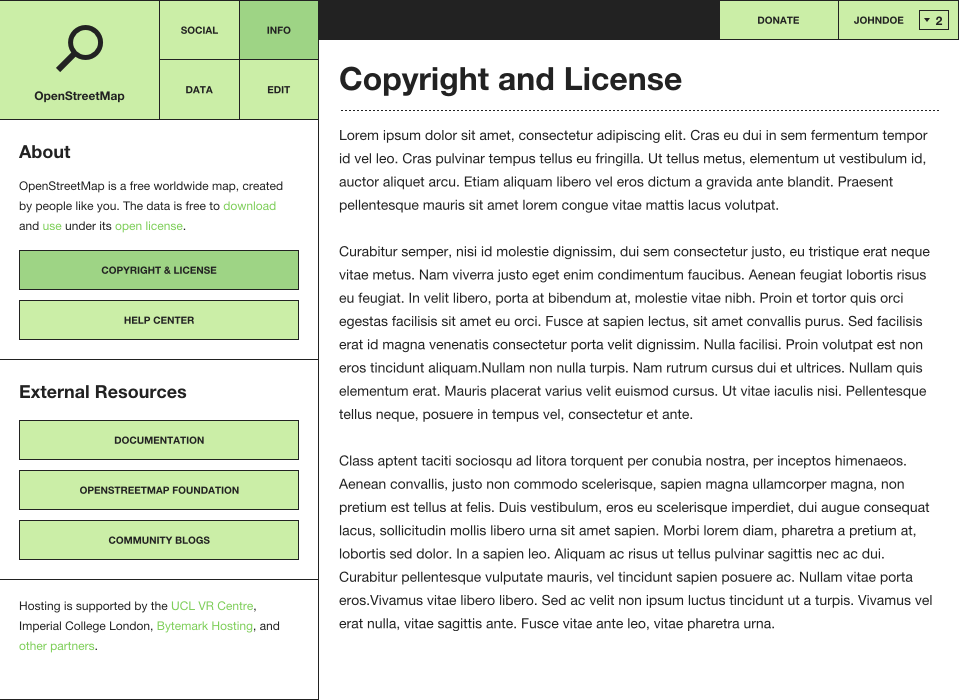 OpenStreetMap
SOCIAL
INFO
DATA
EDIT
DONATE
JOHNDOE
2
About
OpenStreetMap is a free worldwide map, created
by people like you. The data is free to download
and use under its open license.
COPYRIGHT & LICENSE
HELP CENTER
External Resources
DOCUMENTATION
OPENSTREETMAP FOUNDATION
COMMUNITY BLOGS
Hosting is supported by the UCL VR Centre,
Imperial College London, Bytemark Hosting, and
other partners.
Copyright and License
Lorem ipsum dolor sit amet, consectetur adipiscing elit. Cras eu dui in sem fermentum tempor
id vel leo. Cras pulvinar tempus tellus eu fringilla. Ut tellus metus, elementum ut vestibulum id,
auctor aliquet arcu. Etiam aliquam libero vel eros dictum a gravida ante blandit. Praesent
pellentesque mauris sit amet lorem congue vitae mattis lacus volutpat.
Curabitur semper, nisi id molestie dignissim, dui sem consectetur justo, eu tristique erat neque
vitae metus. Nam viverra justo eget enim condimentum faucibus. Aenean feugiat lobortis risus
eu feugiat. In velit libero, porta at bibendum at, molestie vitae nibh. Proin et tortor quis orci
egestas facilisis sit amet eu orci. Fusce at sapien lectus, sit amet convallis purus. Sed facilisis
erat id magna venenatis consectetur porta velit dignissim. Nulla facilisi. Proin volutpat est non
eros tincidunt aliquam.Nullam non nulla turpis. Nam rutrum cursus dui et ultrices. Nullam quis
elementum erat. Mauris placerat varius velit euismod cursus. Ut vitae iaculis nisi. Pellentesque
tellus neque, posuere in tempus vel, consectetur et ante.
Class aptent taciti sociosqu ad litora torquent per conubia nostra, per inceptos himenaeos.
Aenean convallis, justo non commodo scelerisque, sapien magna ullamcorper magna, non
pretium est tellus at felis. Duis vestibulum, eros eu scelerisque imperdiet, dui augue consequat
lacus, sollicitudin mollis libero urna sit amet sapien. Morbi lorem diam, pharetra a pretium at,
lobortis sed dolor. In a sapien leo. Aliquam ac risus ut tellus pulvinar sagittis nec ac dui.
Curabitur pellentesque vulputate mauris, vel tincidunt sapien posuere ac. Nullam vitae porta
eros.Vivamus vitae libero libero. Sed ac velit non ipsum luctus tincidunt ut a turpis. Vivamus vel
erat nulla, vitae sagittis ante. Fusce vitae ante leo, vitae pharetra urna.